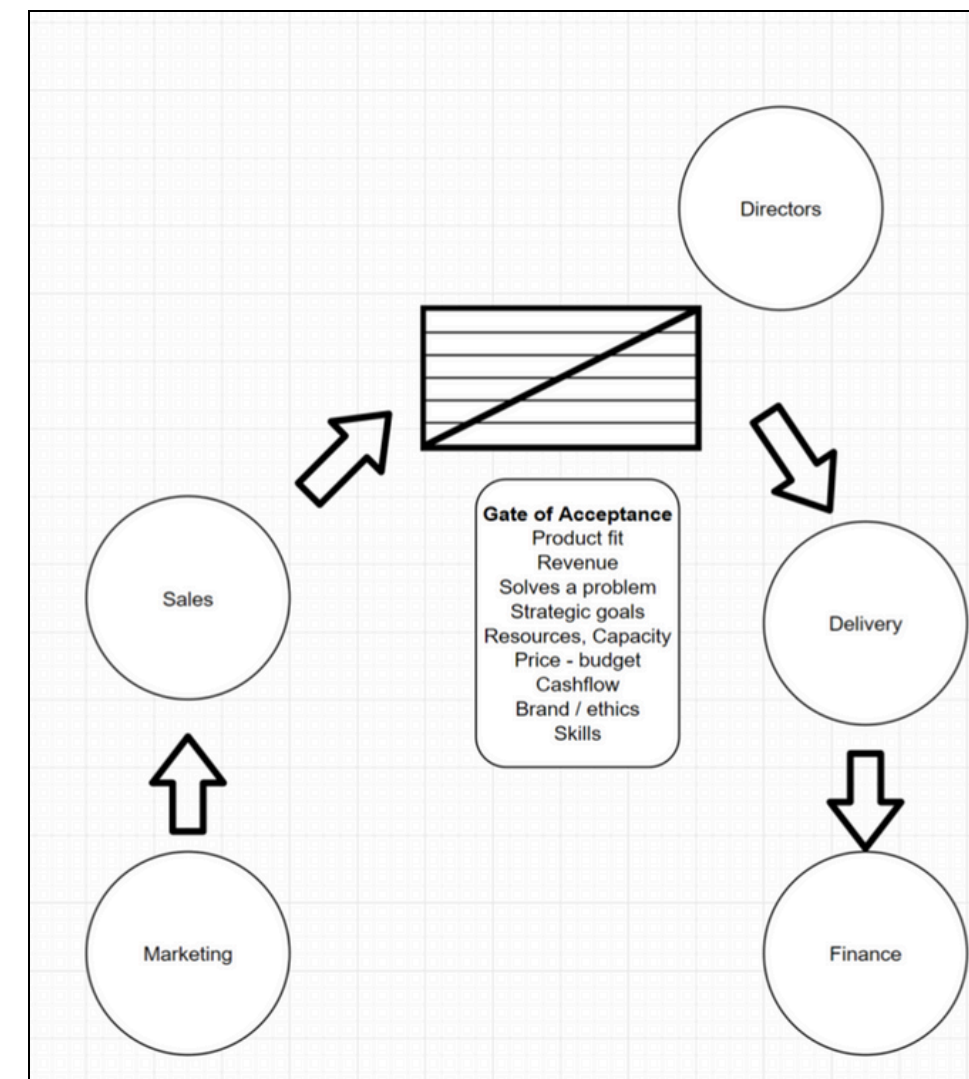 Directors
Gate of Acceptance
Product fit
Revenue
Solves a problem
Strategic goals
Resources, Capacity
Price - budget
Cashflow
Brand / ethics
Skills
Sales
Delivery
Marketing
Finance